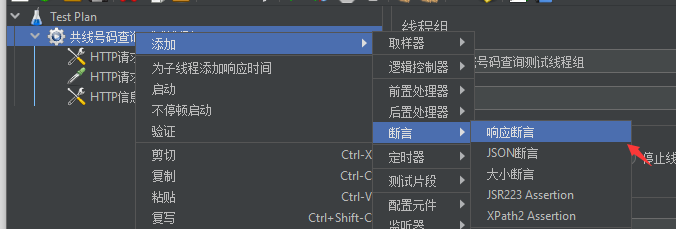 Test Plan
线程组
共线号码查询
添加
取样器
HTTP请
为子线程添加响应时间
逻辑控制器
号码查询测试线程组
HTTP请
启动
前置处理器
HTTP信息
不停顿启动
后置处理器
验证
断言
响应断言
剪切 Ctrl-X
定时器
JSON断言
停止线
复制 Ctrl-C
测试片段
大小断言
粘贴 Ctrl-V
配置元件
JSR223 Assertion
复写 Ctrl+Shift-C
监听器
XPath2 Assertion